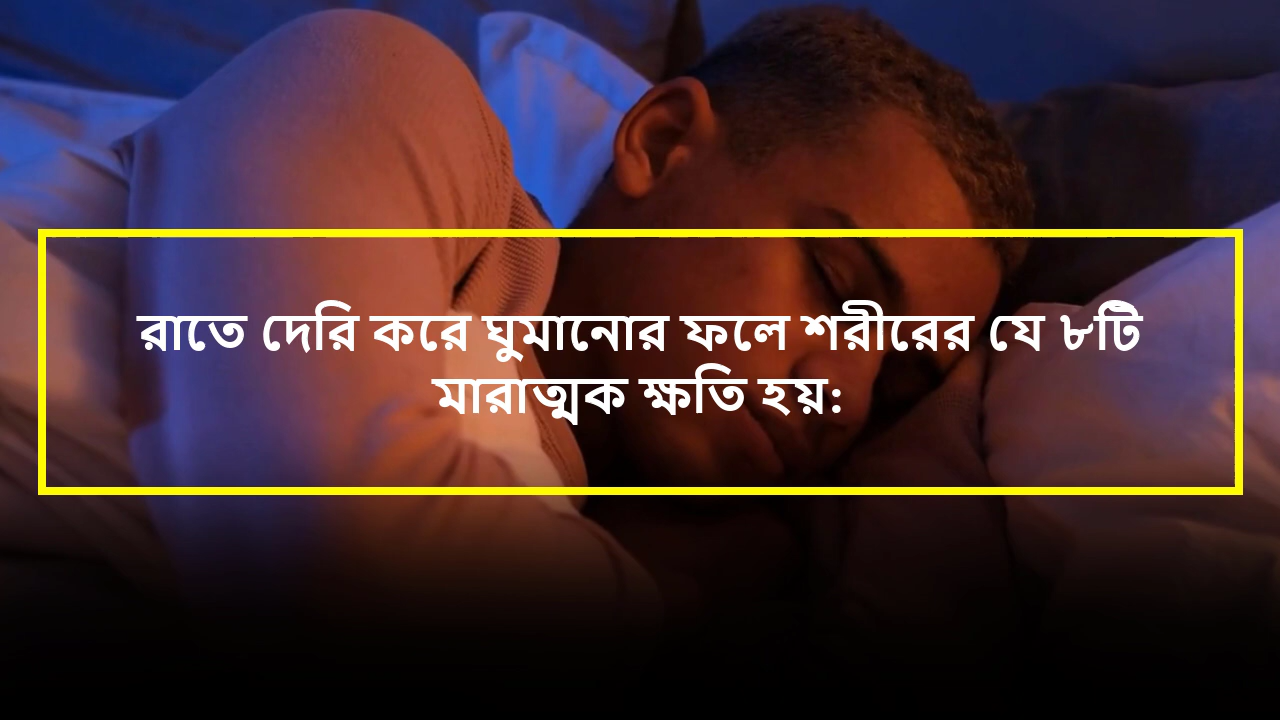 রাতে দেরি করে ঘুমানোর ফলে শরীরের যে ৮টি
মারাত্মক ক্ষতি হয়: